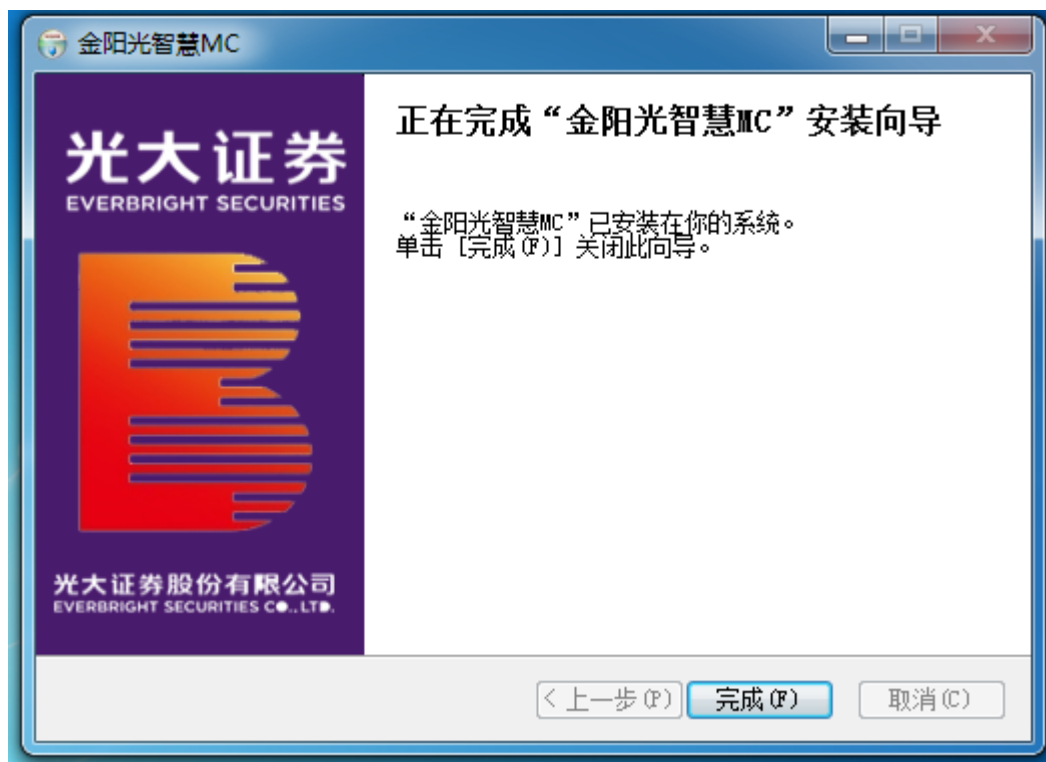 金阳光智慧MC
光大证券
EVERBRIGHT SECURITIES
光大证券股份有限公司
EVERBRIGHT SECURITIES CO.,LTD.
正在完成“金阳光智慧MC”安装向导
“金阳光智慧MC”已安装在你的系统。
单击 [完成(F)] 关闭此向导。
< 上一步(P)
完成(F)
取消(C)